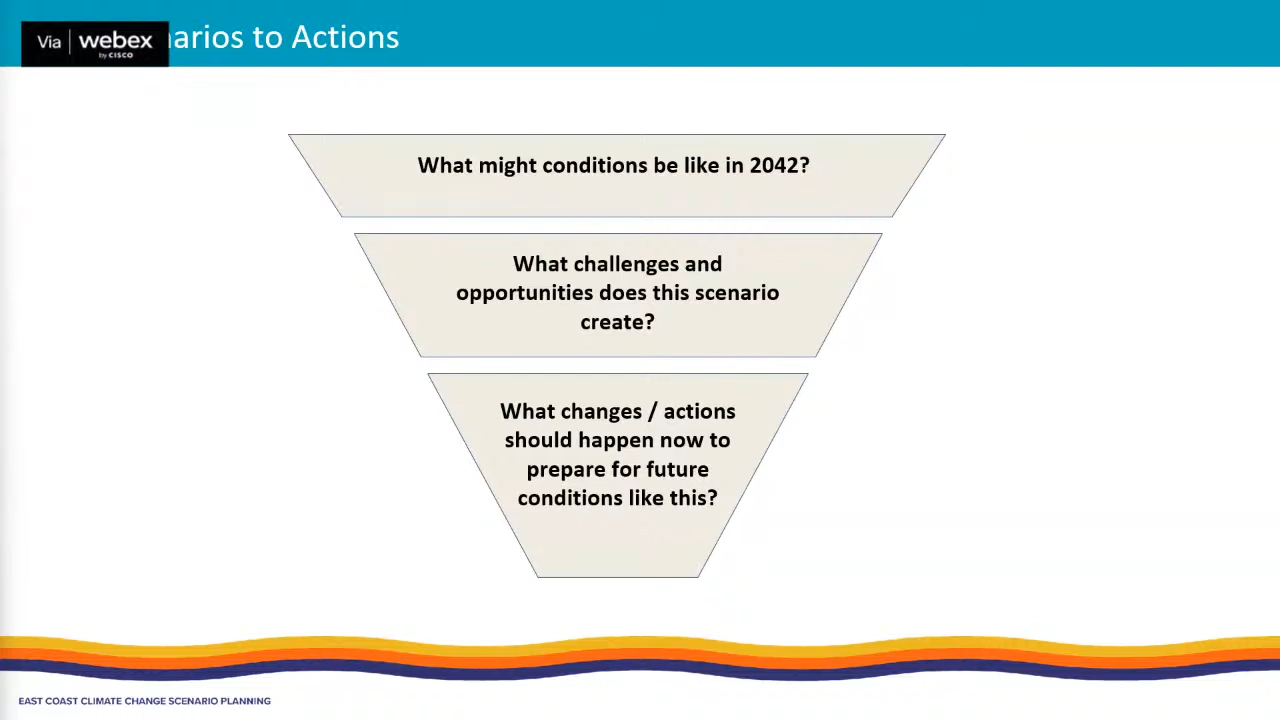 Via webex
by CISCO
arios to Actions
What might conditions be like in 2042?
What challenges and
opportunities does this scenario
create?
What changes / actions
should happen now to
prepare for future
conditions like this?
EAST COAST CLIMATE CHANGE SCENARIO PLANNING